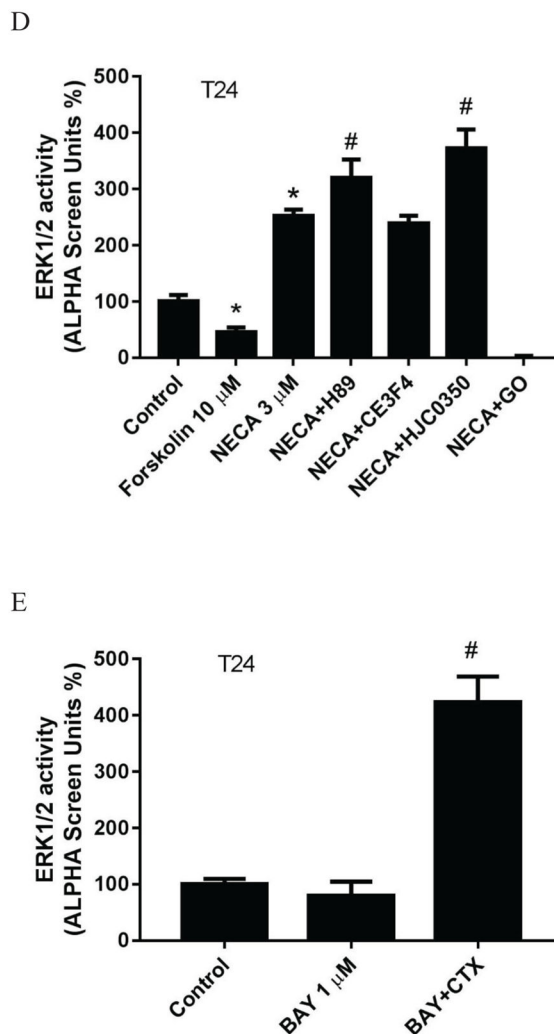 D
T24
ERK1/2 activity
(ALPHA Screen Units %)
500
400
300
200
100
0
*
*
#
#
Control
Forskolin 10 μM
NECA 3 μM
NECA+H89
NECA+CE3F4
NECA+HJC0350
NECA+GO
E
T24
ERK1/2 activity
(ALPHA Screen Units %)
500
400
300
200
100
0
#
Control
BAY 1 μM
BAY+CTX